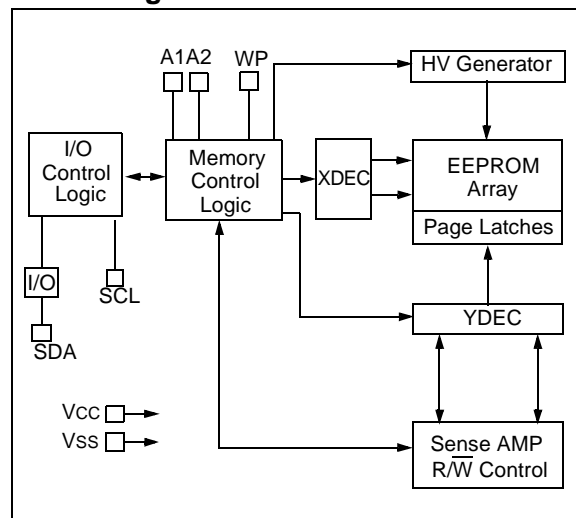 A1A2
WP
HV Generator
I/O
Control
Logic
Memory
Control
Logic
XDEC
EEPROM
Array
Page Latches
I/O
SCL
SDA
YDEC
VCC
VSS
Sense AMP
R/W̅ Control